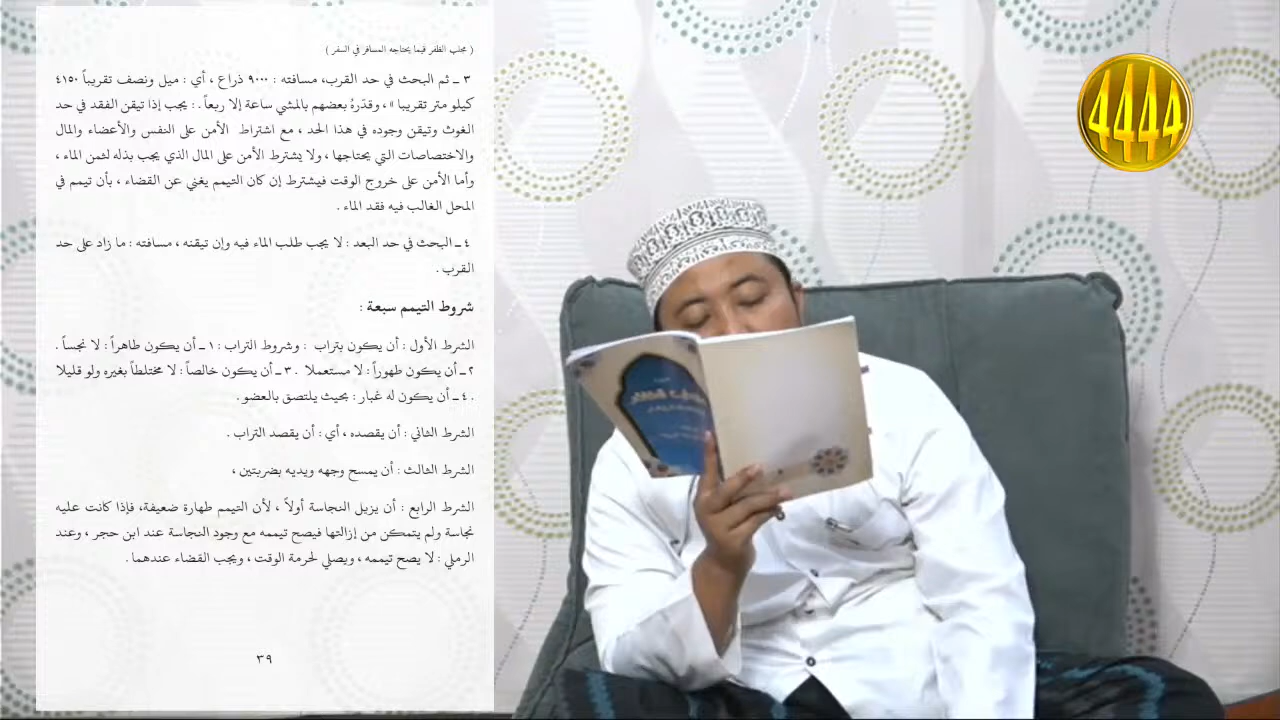 ( مجلب الظفر فيما يحتاجه المسافر في السفر )
٣ ـ ثم البحث في حد القرب، مسافته : ٩٠٠٠ ذراع ، أي : ميل ونصف تقريباً ٤١٥٠
كيلو متر تقريبا » ، وقدّرهُ بعضهم بالمشي ساعة إلا ربعاً . : يجب إذا تيقن الفقد في حد
الغوث وتيقن وجوده في هذا الحد ، مع اشتراط الأمن على النفس والأعضاء والمال
والاختصاصات التي يحتاجها ، ولا يشترط الأمن على المال الذي يجب بذله لثمن الماء ،
وأما الأمن على خروج الوقت فيشترط إن كان التيمم يغني عن القضاء ، بأن تيمم في
المحل الغالب فيه فقد الماء .
٤ ـ البحث في حد البعد : لا يجب طلب الماء فيه وإن تيقنه ، مسافته : ما زاد على حد
القرب .
شروط التيمم سبعة :
الشرط الأول : أن يكون بتراب : وشروط التراب : ١ ـ أن يكون طاهراً : لا نجساً .
٢ ـ أن يكون طهوراً : لا مستعملا . ٣ ـ أن يكون خالصاً : لا مختلطاً بغيره ولو قليلا
. ٤ ـ أن يكون له غبار : بحيث يلتصق بالعضو .
الشرط الثاني : أن يقصده ، أي : أن يقصد التراب .
الشرط الثالث : أن يمسح وجهه ويديه بضربتين ،
الشرط الرابع : أن يزيل النجاسة أولاً ، لأن التيمم طهارة ضعيفة، فإذا كانت عليه
نجاسة ولم يتمكن من إزالتها فيصح تيممه مع وجود النجاسة عند ابن حجر ، وعند
الرملي : لا يصح تيممه ، ويصلي لحرمة الوقت ، ويجب القضاء عندهما .
٣٩
4444